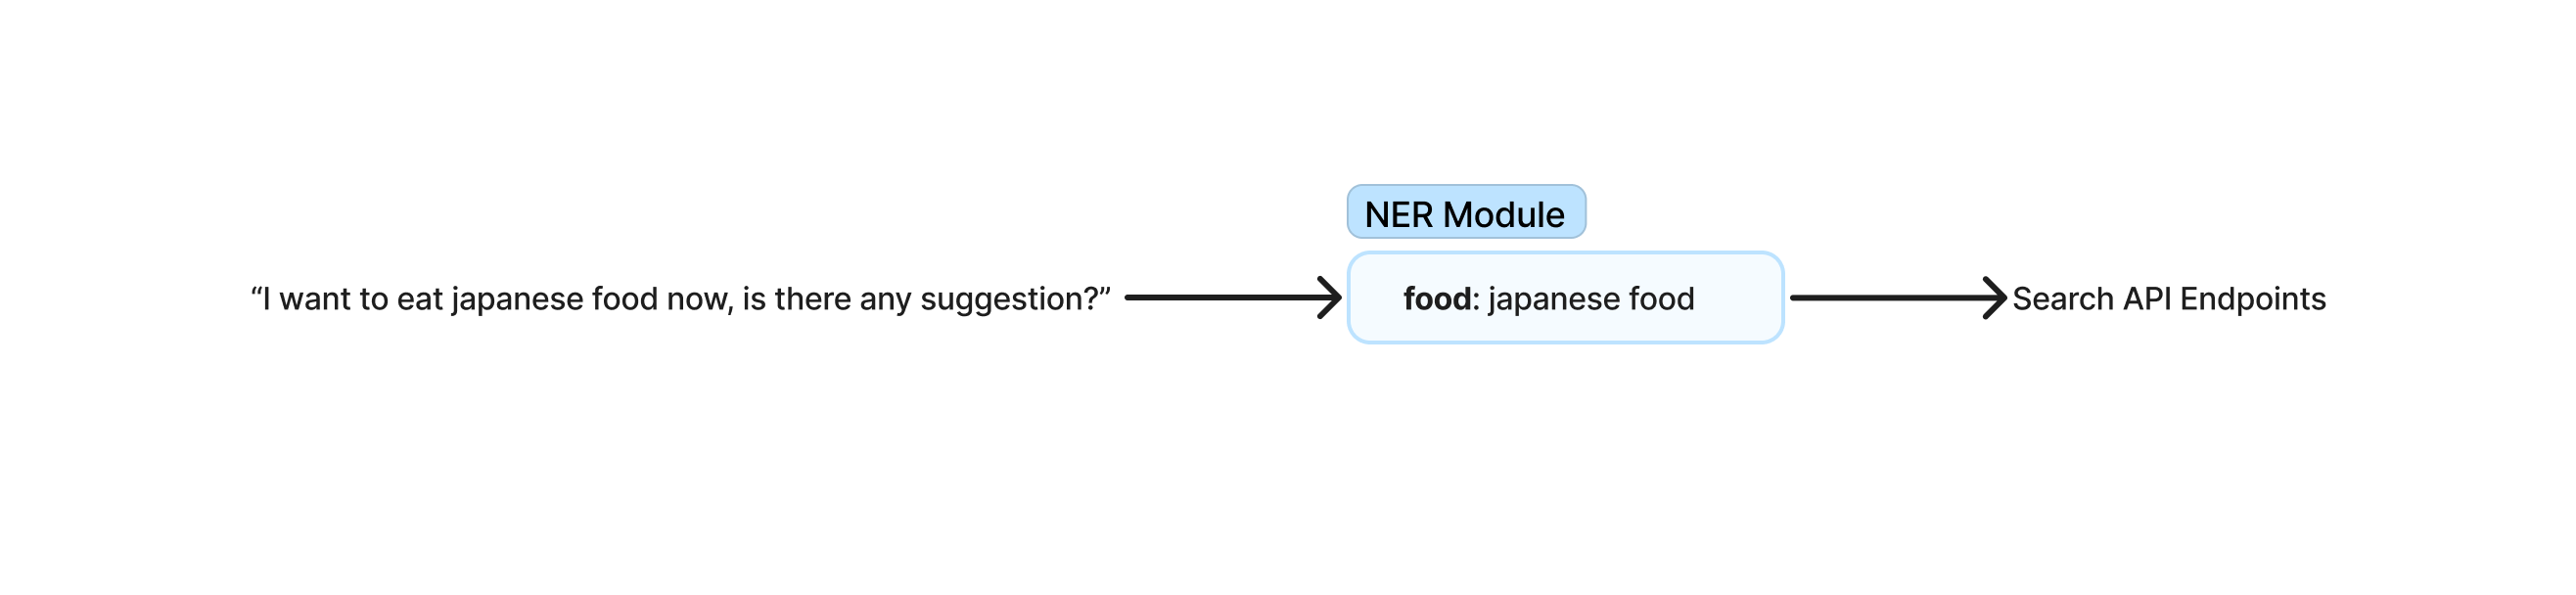 NER Module
“I want to eat japanese food now, is there any suggestion?”
food: japanese food
Search API Endpoints